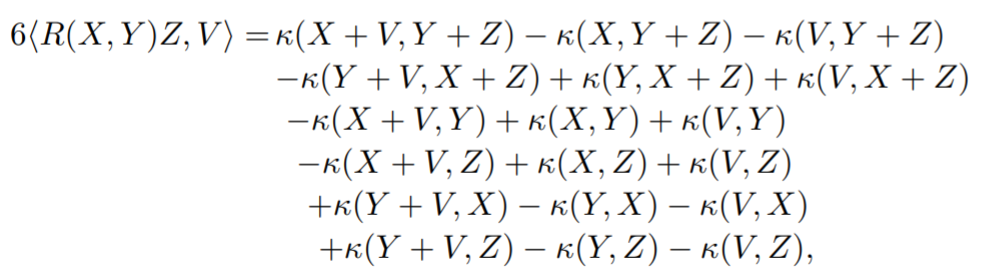 6⟨R(X, Y)Z, V⟩ = κ(X + V, Y + Z) − κ(X, Y + Z) − κ(V, Y + Z)
−κ(Y + V, X + Z) + κ(Y, X + Z) + κ(V, X + Z)
−κ(X + V, Y) + κ(X, Y) + κ(V, Y)
−κ(X + V, Z) + κ(X, Z) + κ(V, Z)
+κ(Y + V, X) − κ(Y, X) − κ(V, X)
+κ(Y + V, Z) − κ(Y, Z) − κ(V, Z),